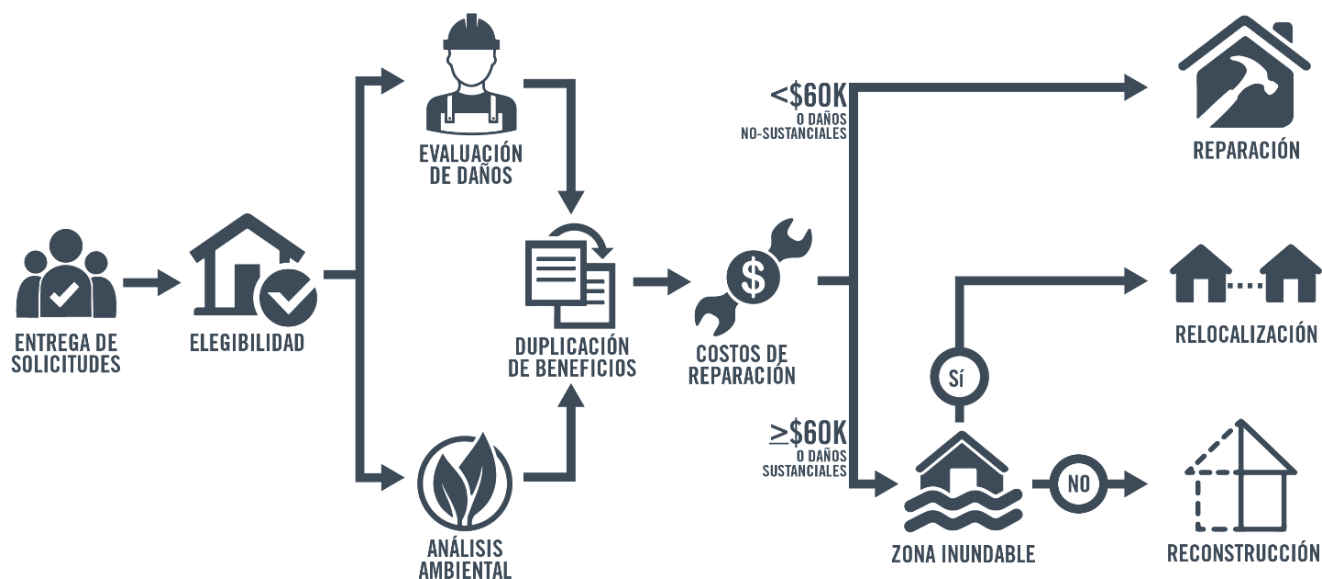 ENTREGA DE
SOLICITUDES
ELEGIBILIDAD
EVALUACIÓN
DE DAÑOS
ANÁLISIS
AMBIENTAL
DUPLICACIÓN
DE BENEFICIOS
$
COSTOS DE
REPARACIÓN
<$60K
O DAÑOS
NO-SUSTANCIALES
REPARACIÓN
≥$60K
O DAÑOS
SUSTANCIALES
ZONA INUNDABLE
Sí
RELOCALIZACIÓN
NO
RECONSTRUCCIÓN